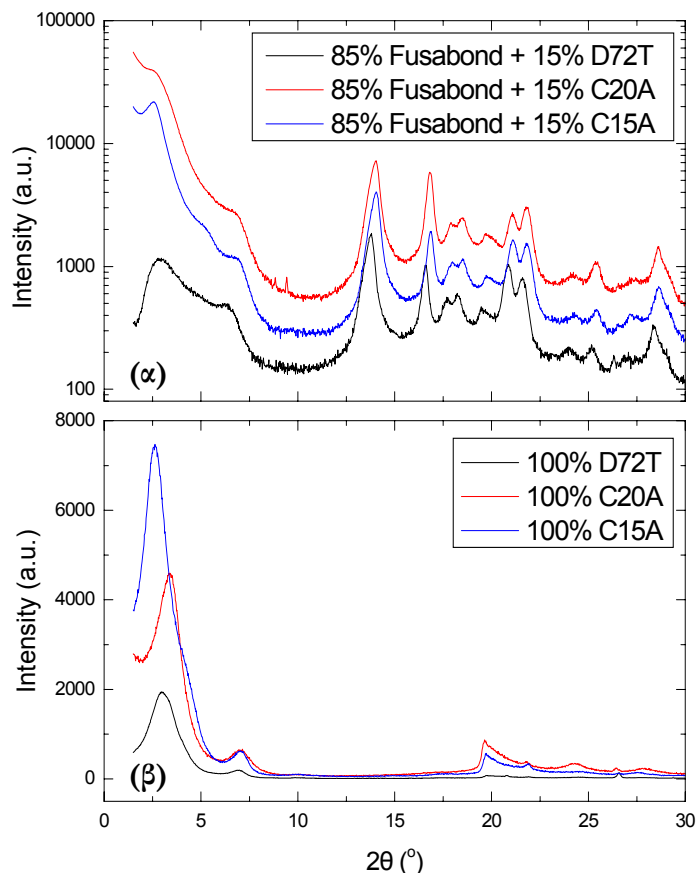 100000
10000
1000
100
Intensity (a.u.)
85% Fusabond + 15% D72T
85% Fusabond + 15% C20A
85% Fusabond + 15% C15A
(α)
8000
6000
4000
2000
0
Intensity (a.u.)
100% D72T
100% C20A
100% C15A
(β)
0 5 10 15 20 25 30
2θ (°)